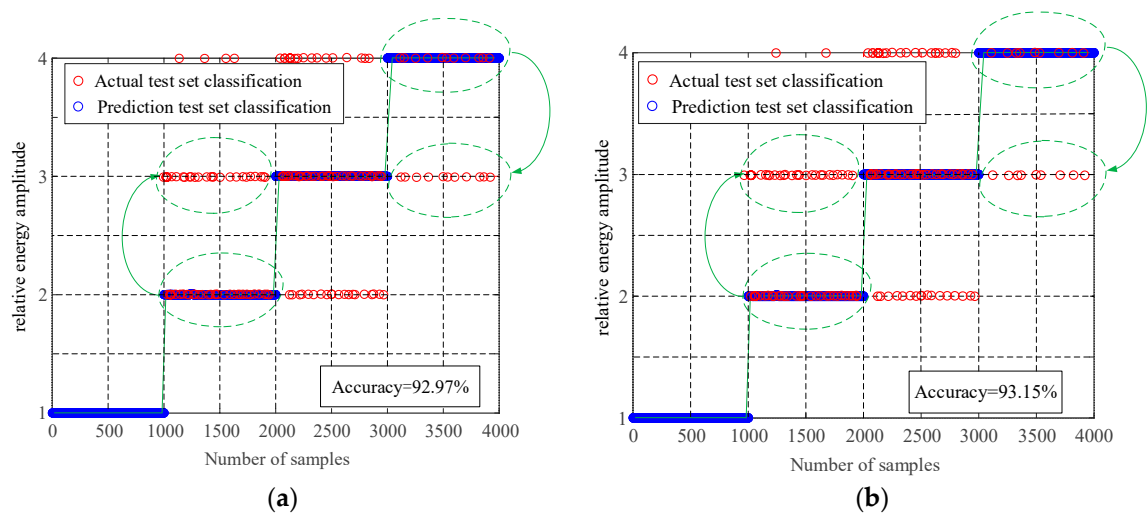 4
3
2
1
relative energy amplitude
Actual test set classification
Prediction test set classification
Accuracy=92.97%
0 500 1000 1500 2000 2500 3000 3500 4000
Number of samples
(a)
4
3
2
1
relative energy amplitude
Actual test set classification
Prediction test set classification
Accuracy=93.15%
0 500 1000 1500 2000 2500 3000 3500 4000
Number of samples
(b)